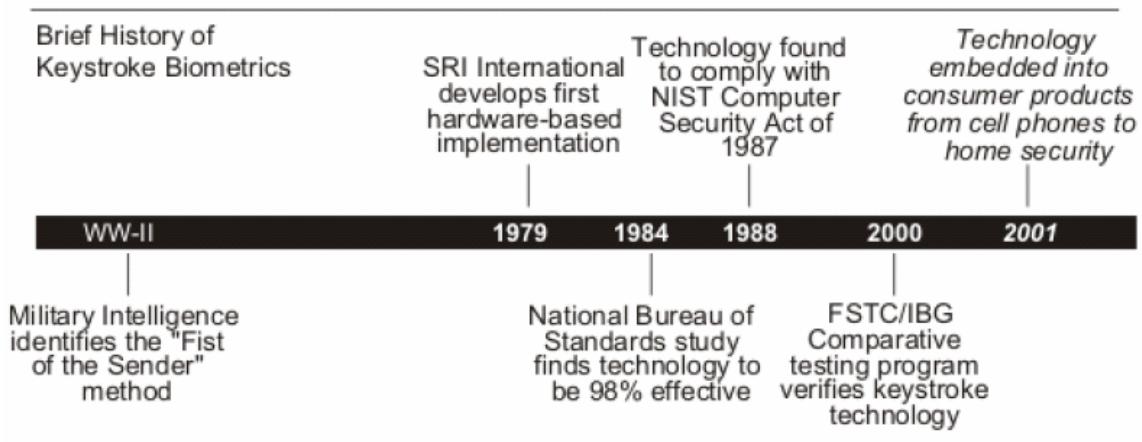 Brief History of
Keystroke Biometrics
SRI International
develops first
hardware-based
implementation
Technology found
to comply with
NIST Computer
Security Act of
1987
Technology
embedded into
consumer products
from cell phones to
home security
WW-II
1979
1984
1988
2000
2001
Military Intelligence
identifies the "Fist
of the Sender"
method
National Bureau of
Standards study
finds technology to
be 98% effective
FSTC/IBG
Comparative
testing program
verifies keystroke
technology